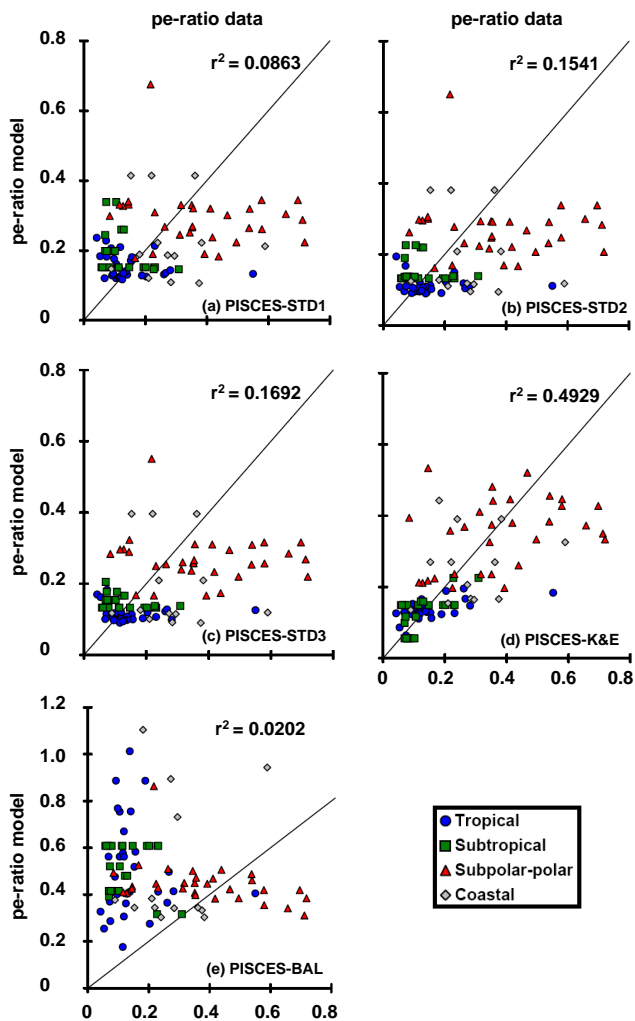 pe-ratio data
pe-ratio data
0.8
r² = 0.0863
r² = 0.1541
0.6
pe-ratio model
0.4
0.2
0
(a) PISCES-STD1
(b) PISCES-STD2
0.8
r² = 0.1692
r² = 0.4929
0.6
pe-ratio model
0.4
0.2
0
(c) PISCES-STD3
(d) PISCES-K&E
0 0.2 0.4 0.6 0.8
1.2
r² = 0.0202
1.0
0.8
pe-ratio model
0.6
0.4
0.2
0
(e) PISCES-BAL
0 0.2 0.4 0.6 0.8
Tropical
Subtropical
Subpolar-polar
Coastal